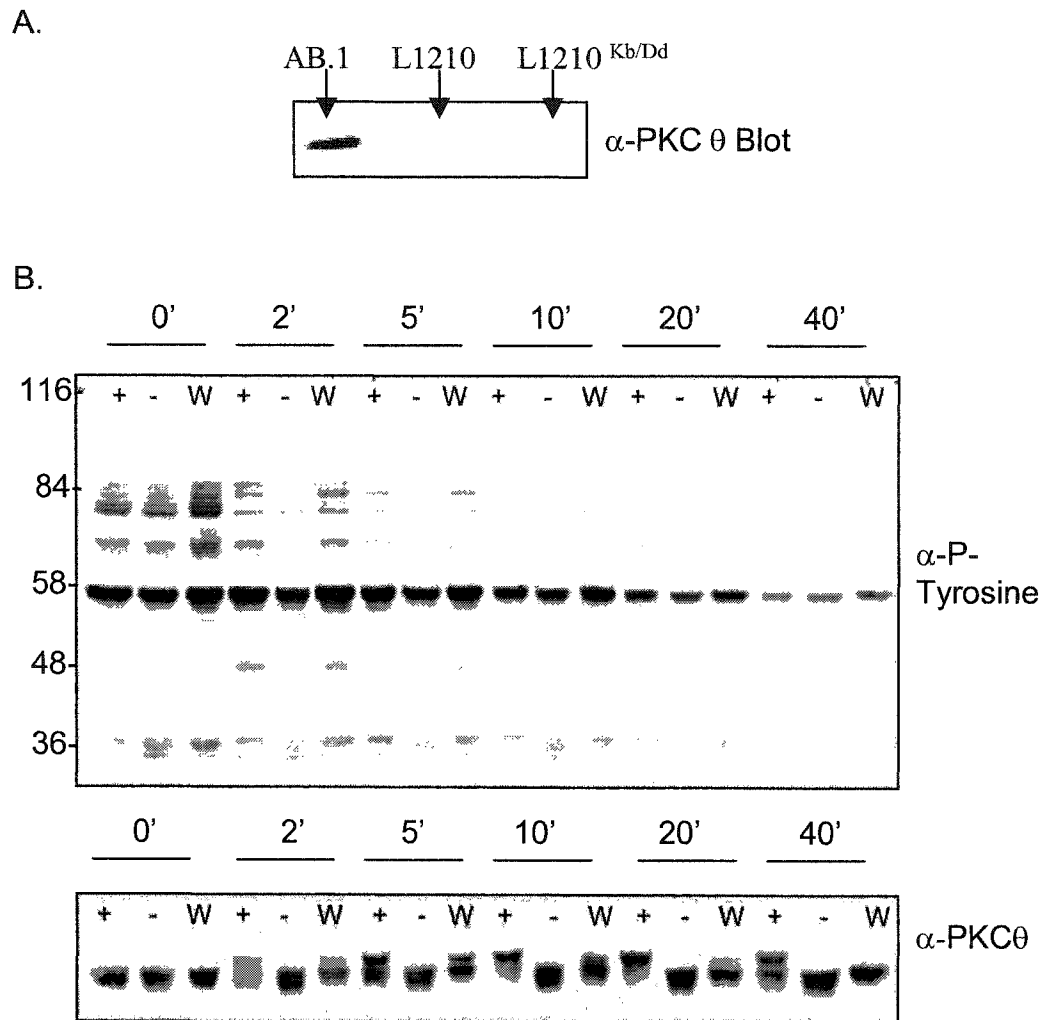 A.
AB.1 L1210 L1210 Kb/Dd
α-PKC θ Blot
B.
0' 2' 5' 10' 20' 40'
116
+ - W + - W + - W + - W + - W + - W
84-
58-
48-
36-
α-P-
Tyrosine
0' 2' 5' 10' 20' 40'
+ - W + - W + - W + - W + - W + - W
α-PKCθ